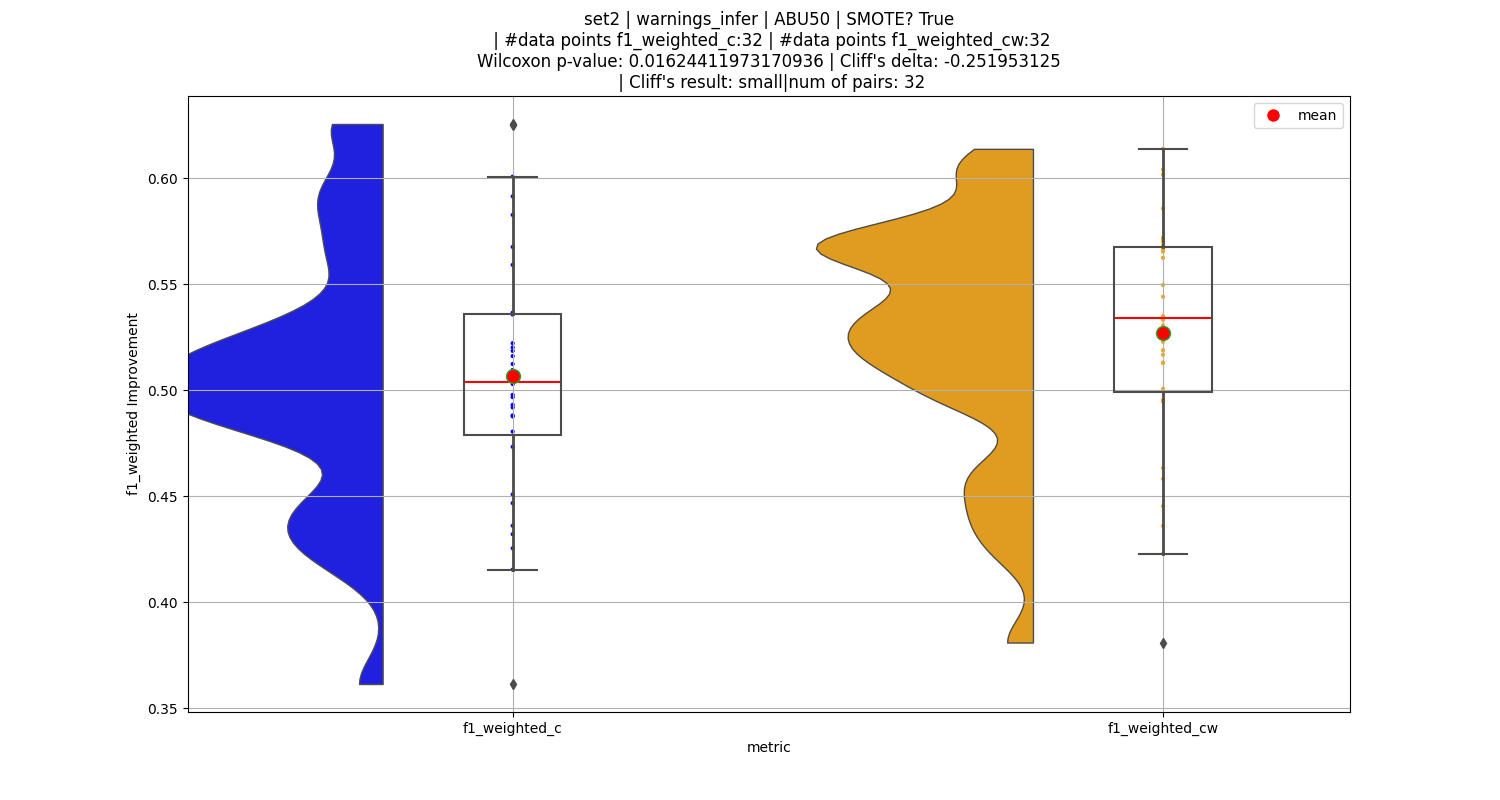 set2 | warnings_infer | ABU50 | SMOTE? True
| #data points f1_weighted_c:32 | #data points f1_weighted_cw:32
Wilcoxon p-value: 0.01624411973170936 | Cliff's delta: -0.251953125
| Cliff's result: small|num of pairs: 32
mean
0.60
0.55
0.50
0.45
0.40
0.35
f1_weighted Improvement
f1_weighted_c
f1_weighted_cw
metric